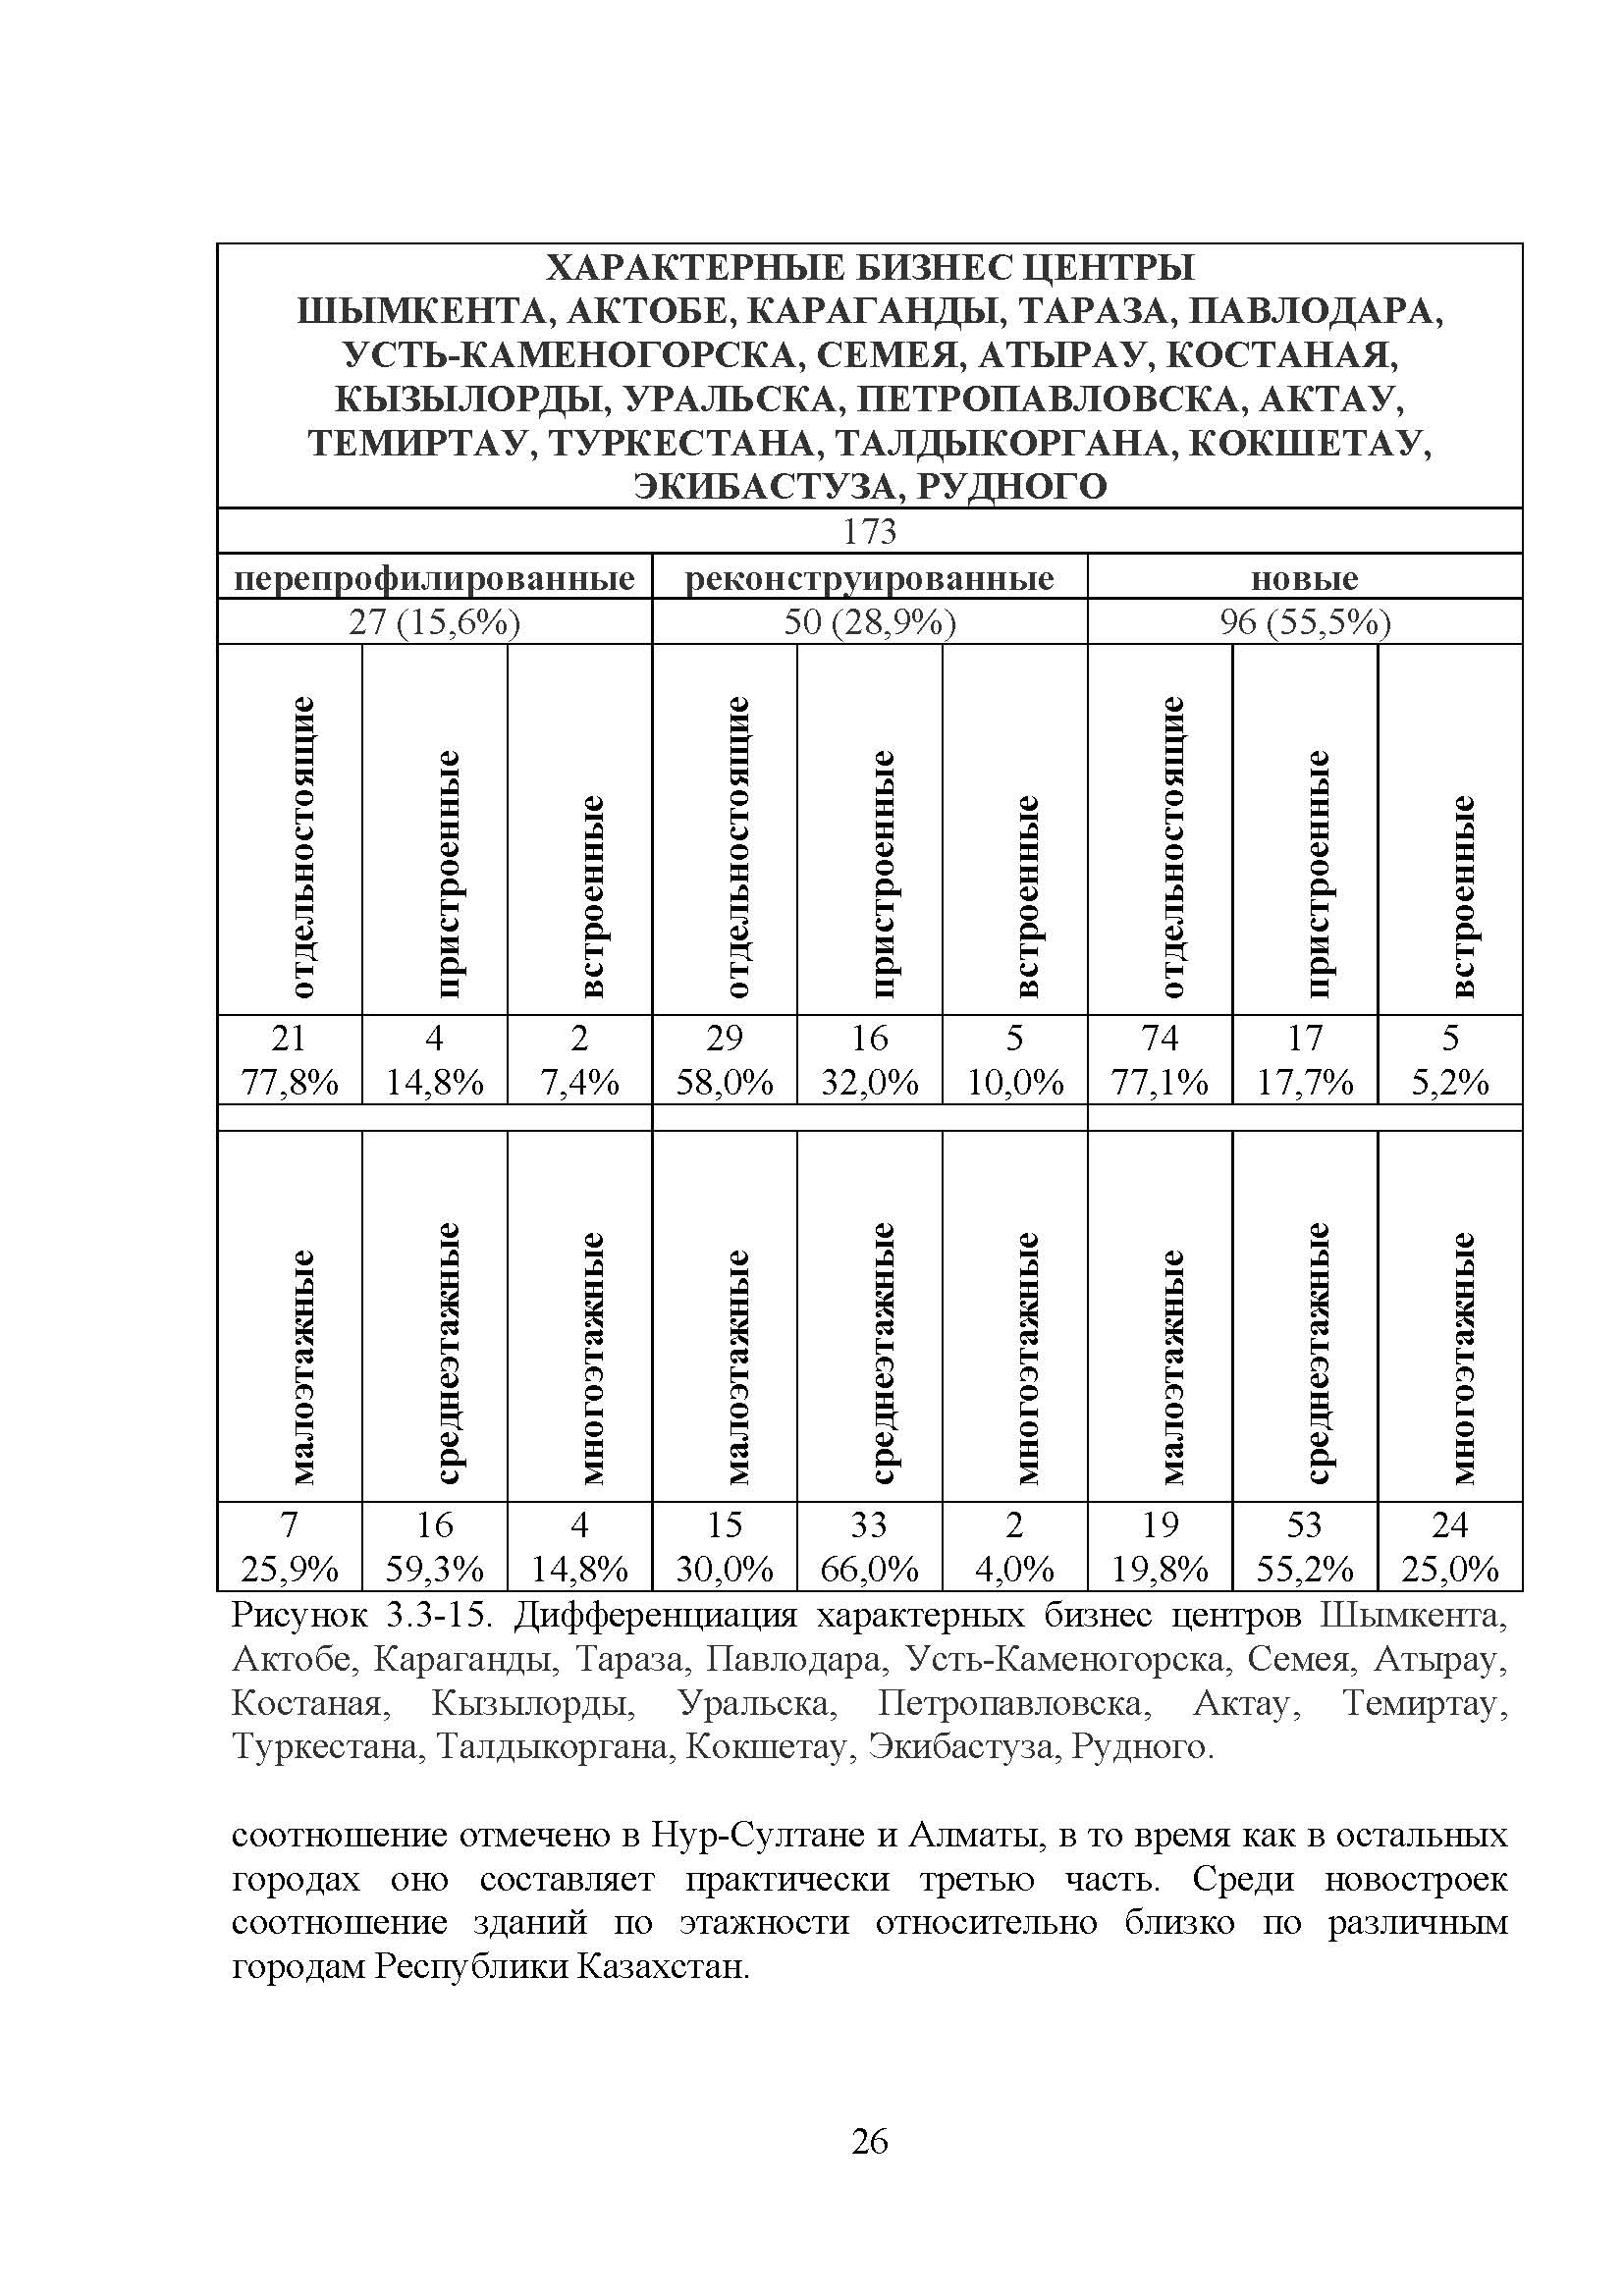 ХАРАКТЕРНЫЕ БИЗНЕС ЦЕНТРЫ
ШЫМКЕНТА, АКТОБЕ, КАРАГАНДЫ, ТАРАЗА, ПАВЛОДАРА,
УСТЬ-КАМЕНОГОРСКА, СЕМЕЯ, АТЫРАУ, КОСТАНАЯ,
КЫЗЫЛОРДЫ, УРАЛЬСКА, ПЕТРОПАВЛОВСКА, АКТАУ,
ТЕМИРТАУ, ТУРКЕСТАНА, ТАЛДЫКОРГАНА, КОКШЕТАУ,
ЭКИБАСТУЗА, РУДНОГО
173
перепрофилированные реконструированные новые
27 (15,6%) 50 (28,9%) 96 (55,5%)
отдельностоящие пристроенные встроенные отдельностоящие пристроенные встроенные отдельностоящие пристроенные встроенные
21 4 2 29 16 5 74 17 5
77,8% 14,8% 7,4% 58,0% 32,0% 10,0% 77,1% 17,7% 5,2%
малоэтажные среднеэтажные многоэтажные малоэтажные среднеэтажные многоэтажные малоэтажные среднеэтажные многоэтажные
7 16 4 15 33 2 19 53 24
25,9% 59,3% 14,8% 30,0% 66,0% 4,0% 19,8% 55,2% 25,0%
Рисунок 3.3-15. Дифференциация характерных бизнес центров Шымкента,
Актобе, Караганды, Тараза, Павлодара, Усть-Каменогорска, Семея, Атырау,
Костаная, Кызылорды, Уральска, Петропавловска, Актау, Темиртау,
Туркестана, Талдыкоргана, Кокшетау, Экибастуза, Рудного.
соотношение отмечено в Нур-Султане и Алматы, в то время как в остальных
городах оно составляет практически третью часть. Среди новостроек
соотношение зданий по этажности относительно близко по различным
городам Республики Казахстан.
26